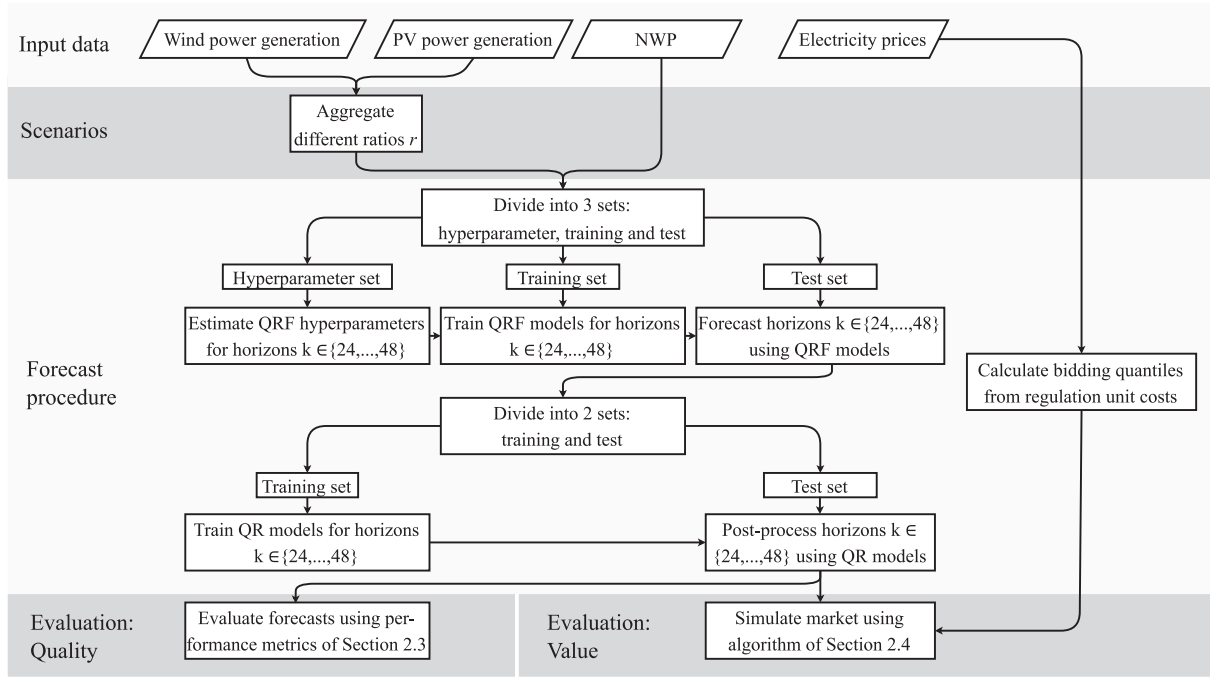 Input data
Wind power generation
PV power generation
NWP
Electricity prices
Scenarios
Aggregate
different ratios r
Divide into 3 sets:
hyperparameter, training and test
Hyperparameter set
Training set
Test set
Estimate QRF hyperparameters
for horizons k ∈{24,...,48}
Train QRF models for horizons
k ∈{24,...,48}
Forecast horizons k ∈{24,...,48}
using QRF models
Forecast
procedure
Calculate bidding quantiles
from regulation unit costs
Divide into 2 sets:
training and test
Training set
Test set
Train QR models for horizons
k ∈{24,...,48}
Post-process horizons k ∈
{24,...,48} using QR models
Evaluation:
Quality
Evaluate forecasts using per-
formance metrics of Section 2.3
Evaluation:
Value
Simulate market using
algorithm of Section 2.4